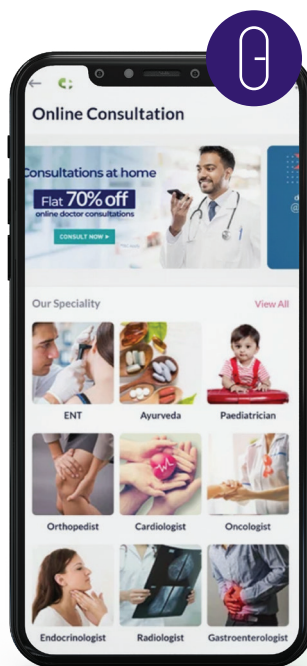 Online Consultation
Consultations at home
Flat 70% off
online doctor consultations
CONSULT NOW
Our Speciality
View All
ENT
Ayurveda
Paediatrician
Orthopedist
Cardiologist
Oncologist
Endocrinologist
Radiologist
Gastroenterologist